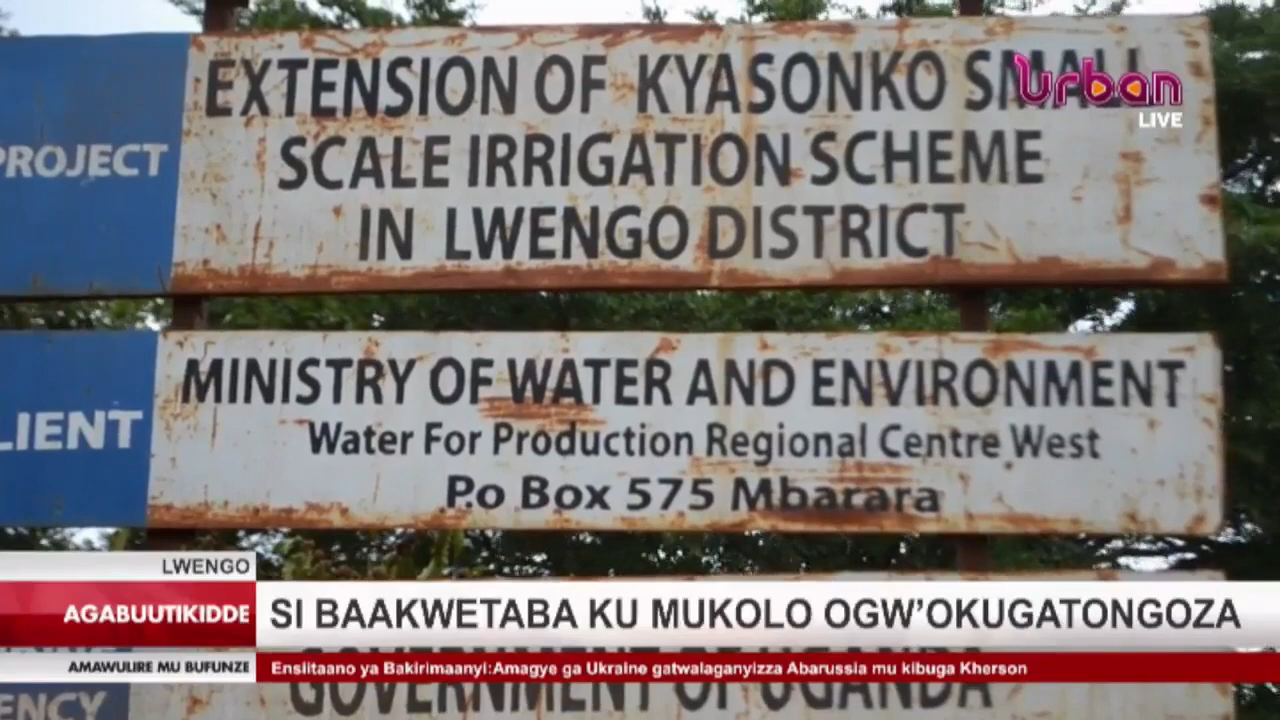 PROJECT
EXTENSION OF KYASONKO SMALL
SCALE IRRIGATION SCHEME
IN LWENGO DISTRICT
Urban
LIVE
LIENT
MINISTRY OF WATER AND ENVIRONMENT
Water For Production Regional Centre West
P.o Box 575 Mbarara
LWENGO
AGABUUTIKIDDE
SI BAAKWETABA KU MUKOLO OGW'OKUGATONGOZA
AMAWULIRE MU BUFUNZE
Ensiitaano ya Bakirimaanyi:Amagye ga Ukraine gatwalaganyizza Abarussia mu kibuga Kherson
ENCY
GOVERNMENT OF UGANDA